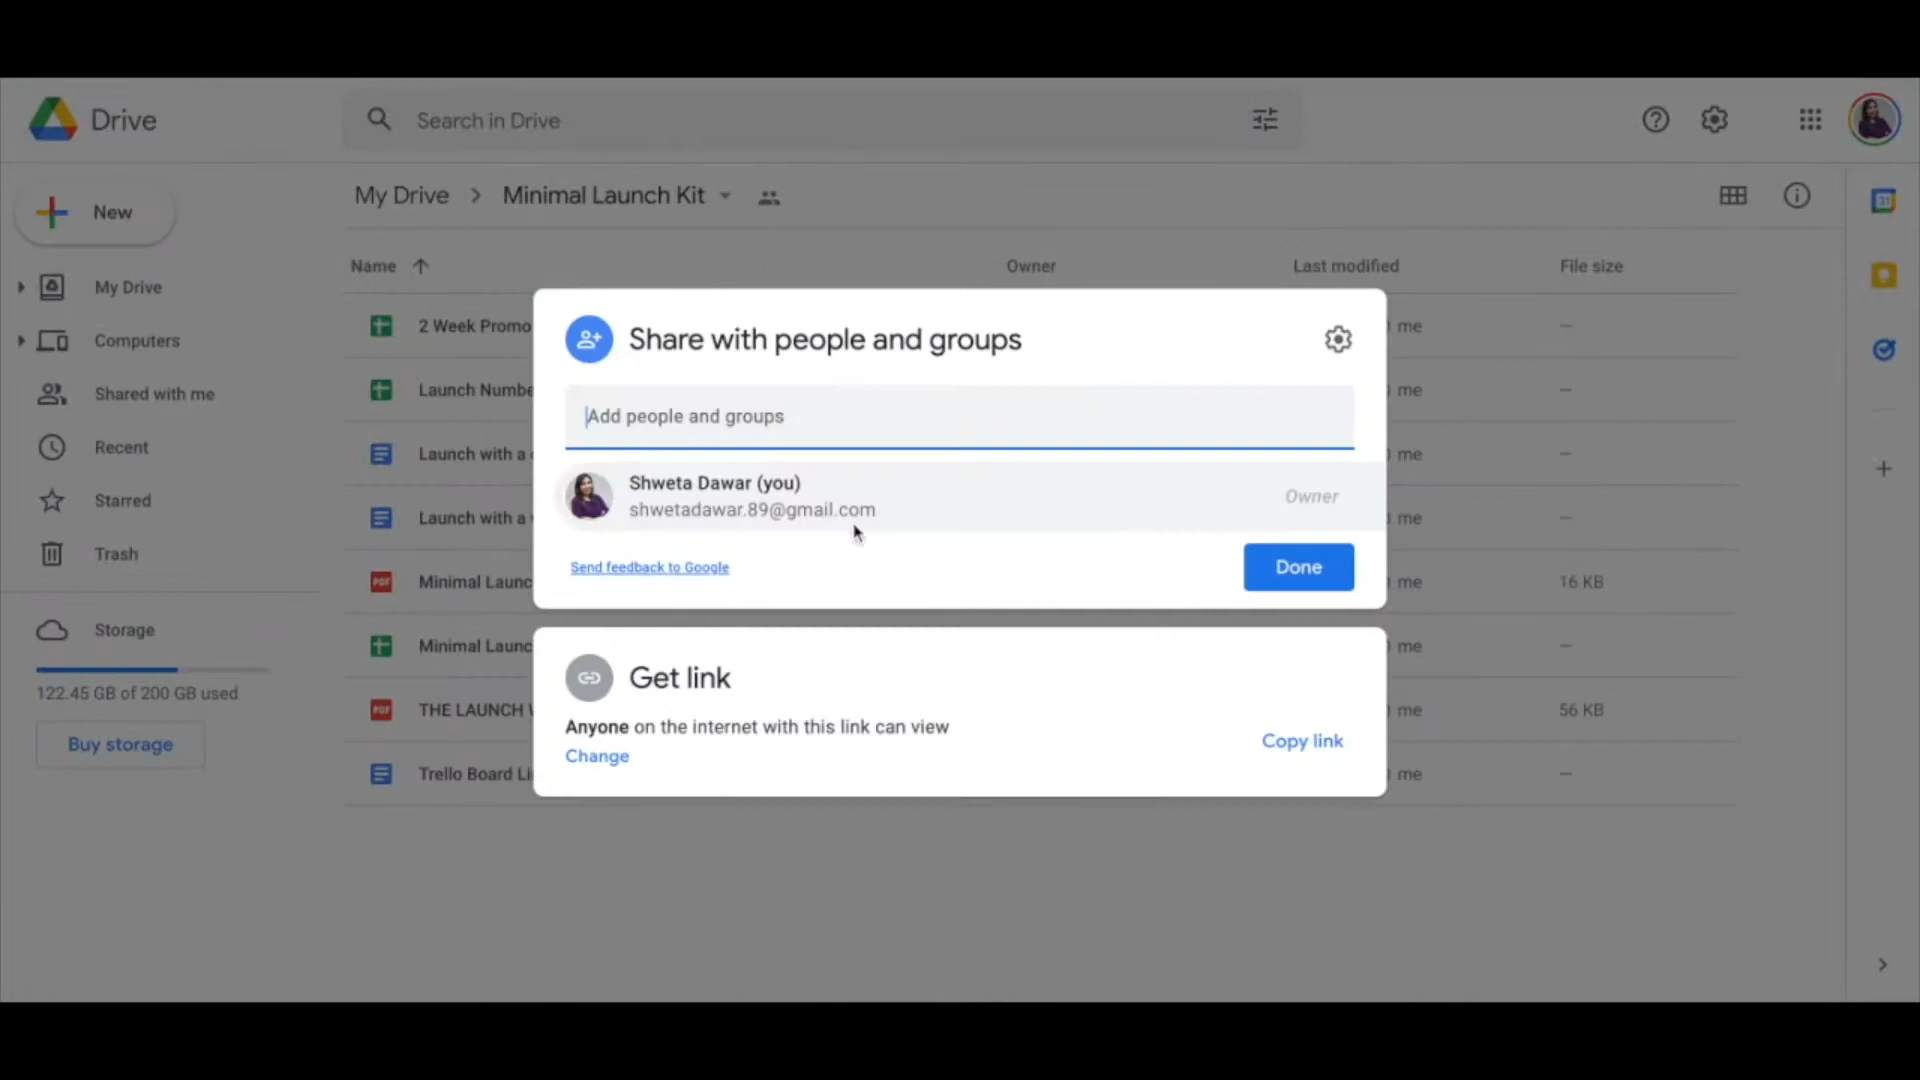 Drive
Search in Drive
My Drive
Minimal Launch Kit
New
Name
Owner
Last modified
File size
My Drive
2 Week Promo
me
Share with people and groups
Computers
Launch Numbe
me
Add people and groups
Shared with me
Recent
Launch with a
me
Shweta Dawar (you)
shwetadawar.89@gmail.com
Owner
Starred
Launch with a
me
Trash
Send feedback to Google
Done
Minimal Launc
me
16 KB
Storage
Minimal Launc
me
122.45 GB of 200 GB used
Get link
THE LAUNCH
me
56 KB
Anyone on the internet with this link can view
Change
Copy link
Buy storage
Trello Board Li
me
PDF
PDF
31